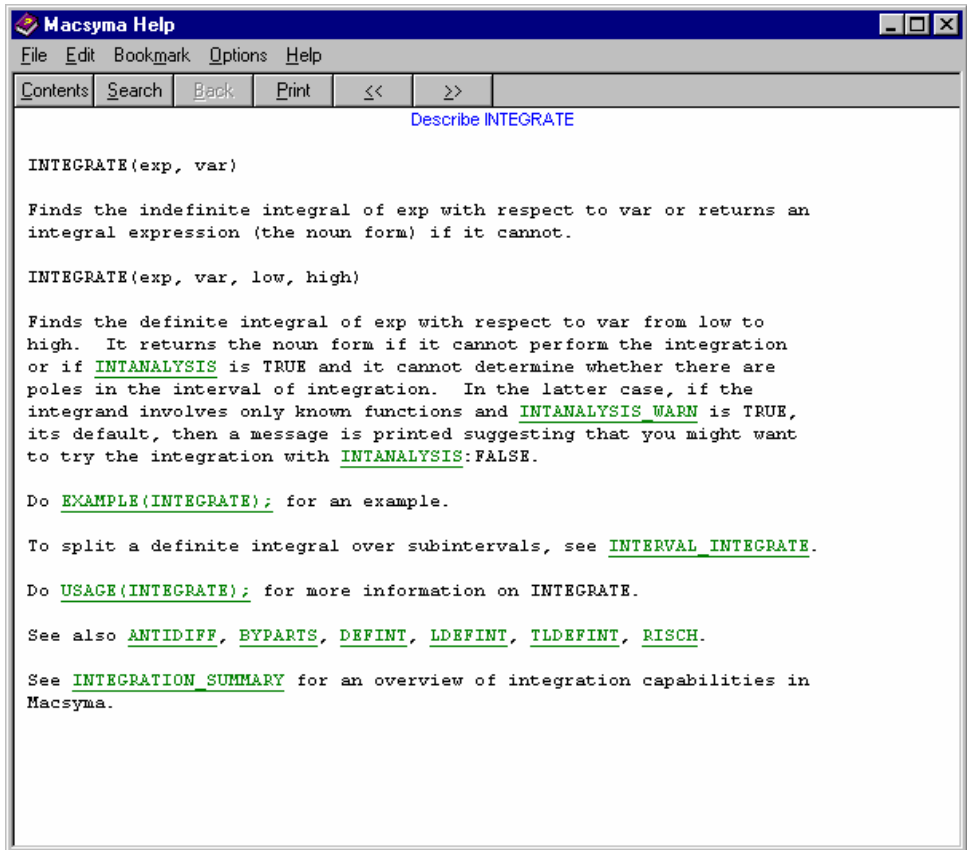 Macsyma Help
File Edit Bookmark Options Help
Contents Search Back Print << >>
Describe INTEGRATE
INTEGRATE(exp, var)
Finds the indefinite integral of exp with respect to var or returns an
integral expression (the noun form) if it cannot.
INTEGRATE(exp, var, low, high)
Finds the definite integral of exp with respect to var from low to
high. It returns the noun form if it cannot perform the integration
or if INTANALYSIS is TRUE and it cannot determine whether there are
poles in the interval of integration. In the latter case, if the
integrand involves only known functions and INTANALYSIS_WARN is TRUE,
its default, then a message is printed suggesting that you might want
to try the integration with INTANALYSIS:FALSE.
Do EXAMPLE(INTEGRATE); for an example.
To split a definite integral over subintervals, see INTERVAL_INTEGRATE.
Do USAGE(INTEGRATE); for more information on INTEGRATE.
See also ANTIDIFF, BYPARTS, DEFINT, LDEFINT, TLDEFINT, RISCH.
See INTEGRATION_SUMMARY for an overview of integration capabilities in
Macsyma.